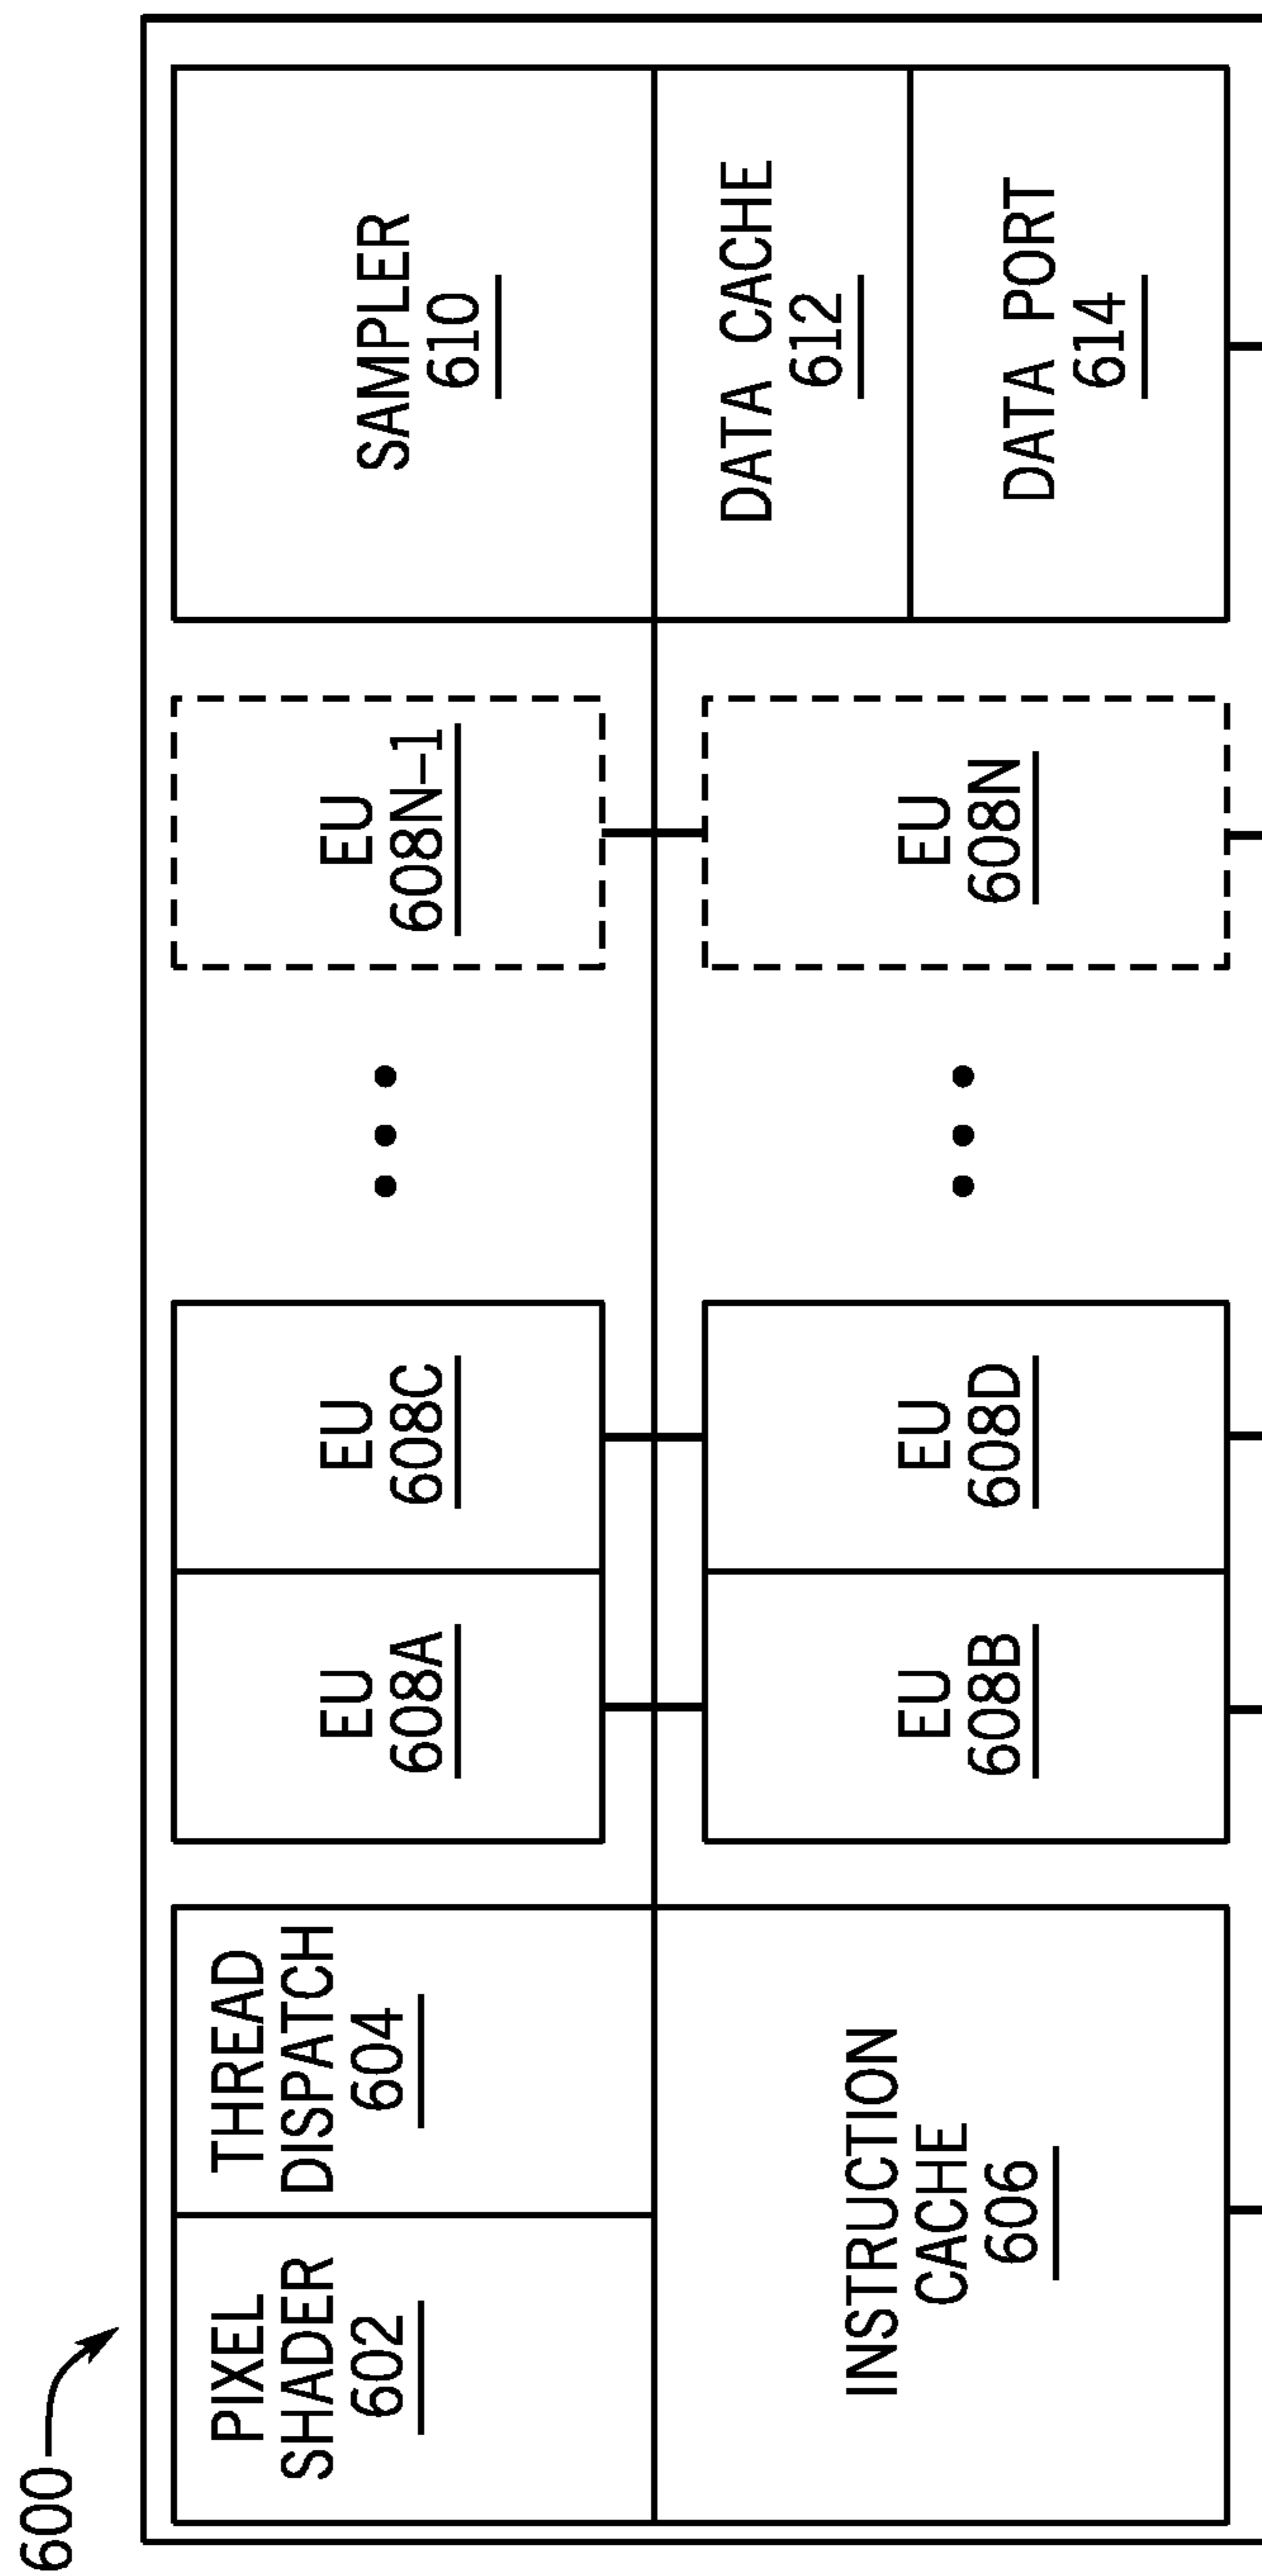 600
PIXEL
SHADER
602
THREAD
DISPATCH
604
INSTRUCTION
CACHE
606
EU
608A
EU
608C
EU
608B
EU
608D
EU
608N–1
EU
608N
SAMPLER
610
DATA CACHE
612
DATA PORT
614